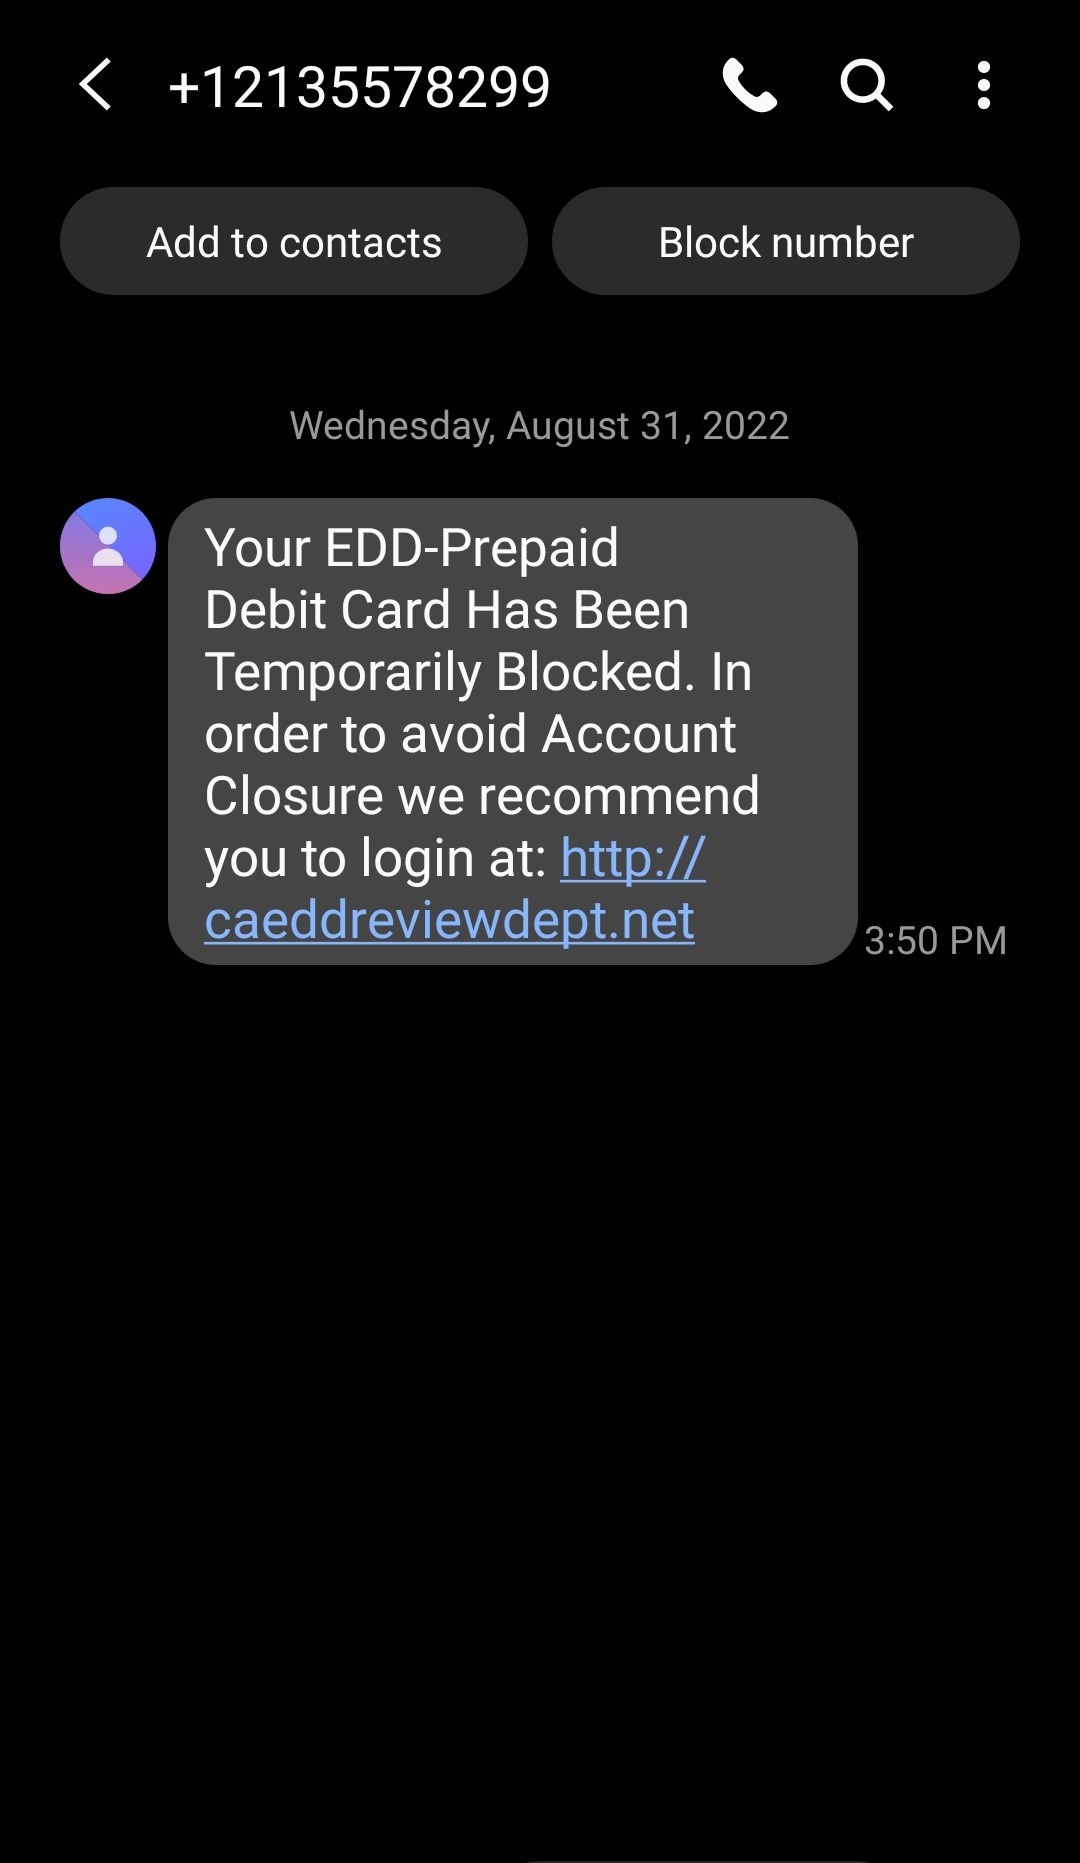 +12135578299
Add to contacts
Block number
Wednesday, August 31, 2022
Your EDD-Prepaid
Debit Card Has Been
Temporarily Blocked. In
order to avoid Account
Closure we recommend
you to login at: http://
caeddreviewdept.net
3:50 PM